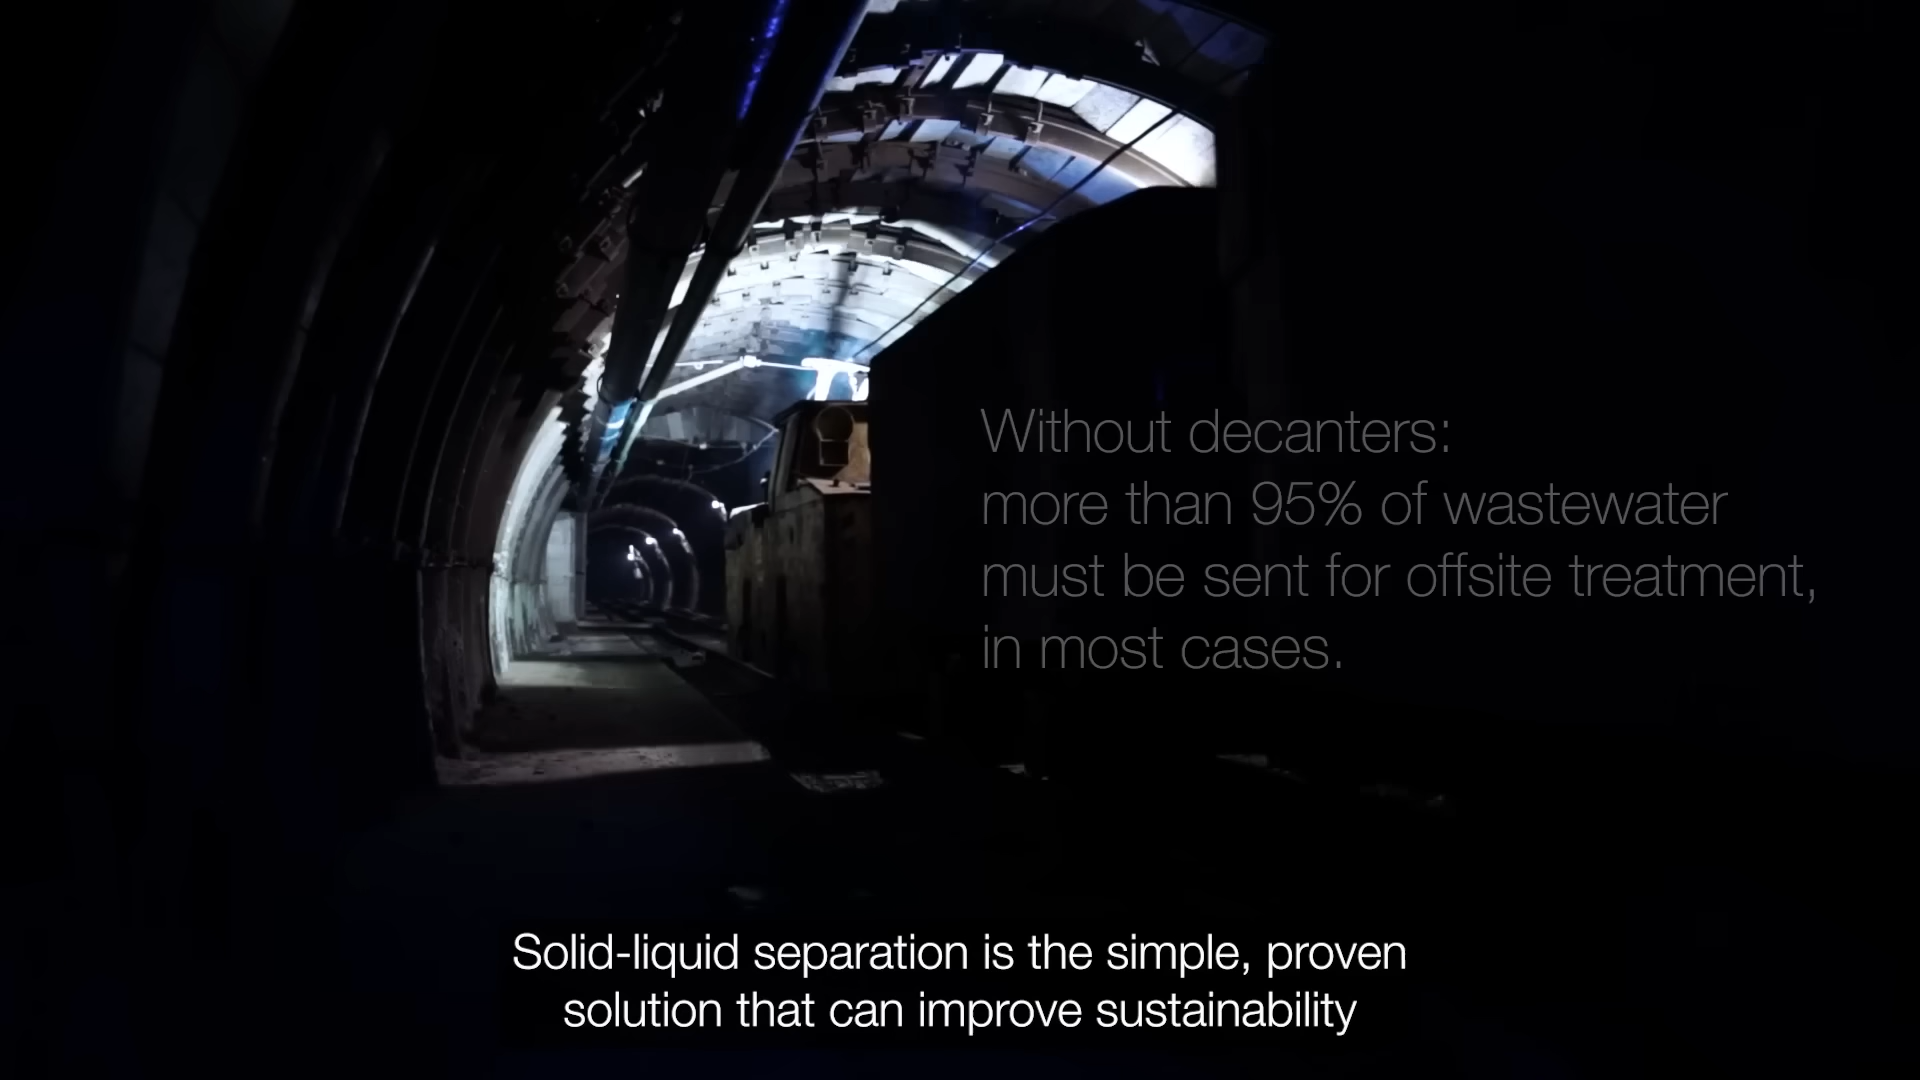 Without decanters:
more than 95% of wastewater
must be sent for offsite treatment,
in most cases.
Solid-liquid separation is the simple, proven
solution that can improve sustainability